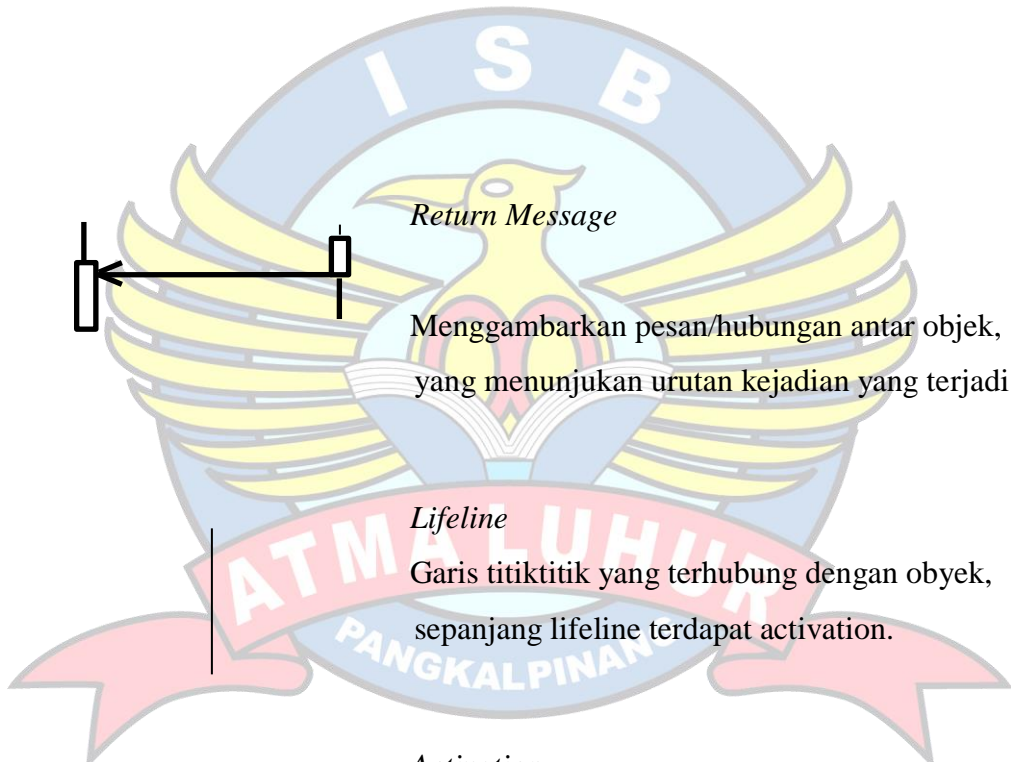 I S B
Return Message
Menggambarkan pesan/hubungan antar objek,
yang menunjukan urutan kejadian yang terjadi
Lifeline
Garis titiktitik yang terhubung dengan obyek,
sepanjang lifeline terdapat activation.
ATMA LUHUR
PANGKALPINANG